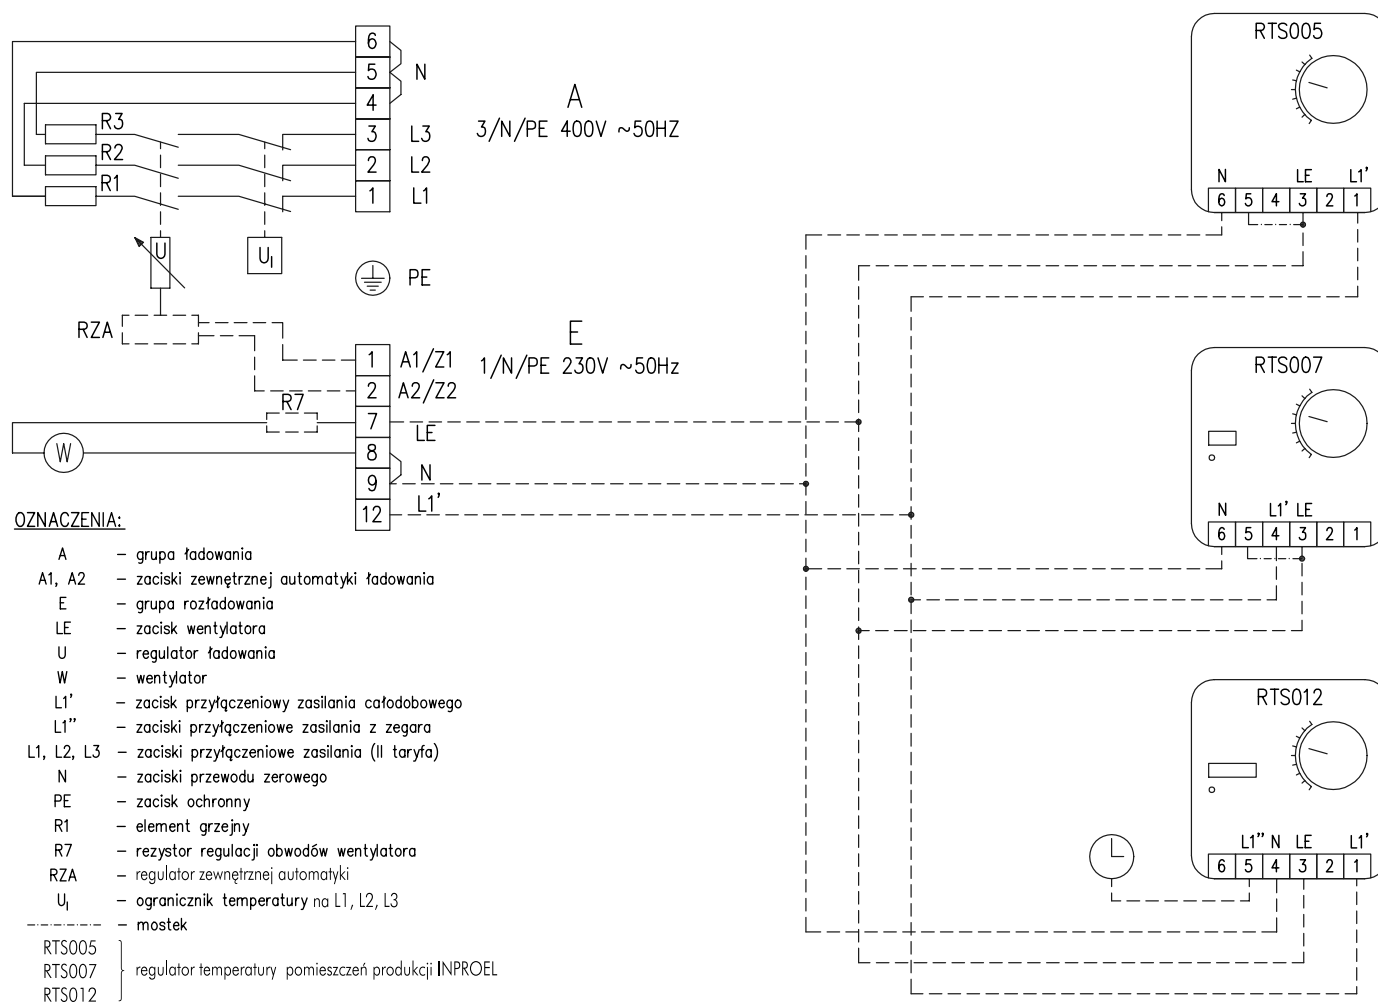 6
5 N
4
R3 3 L3
R2 2 L2
R1 1 L1
A
3/N/PE 400V ~50HZ
U
U₁
PE
RZA
E
1/N/PE 230V ~50Hz
1 A1/Z1
2 A2/Z2
R7
7
LE
8
W
9 N
L1'
12
RTS005
N LE L1'
6 5 4 3 2 1
RTS007
N L1' LE
6 5 4 3 2 1
RTS012
L1” N LE L1'
6 5 4 3 2 1
OZNACZENIA:
A – grupa ładowania
A1, A2 – zaciski zewnętrznej automatyki ładowania
E – grupa rozładowania
LE – zacisk wentylatora
U – regulator ładowania
W – wentylator
L1' – zacisk przyłączeniowy zasilania całodobowego
L1” – zaciski przyłączeniowe zasilania z zegara
L1, L2, L3 – zaciski przyłączeniowe zasilania (II taryfa)
N – zaciski przewodu zerowego
PE – zacisk ochronny
R1 – element grzejny
R7 – rezystor regulacji obwodów wentylatora
RZA – regulator zewnętrznej automatyki
U₁ – ogranicznik temperatury na L1, L2, L3
– mostek
RTS005
RTS007 regulator temperatury pomieszczeń produkcji INPROEL
RTS012